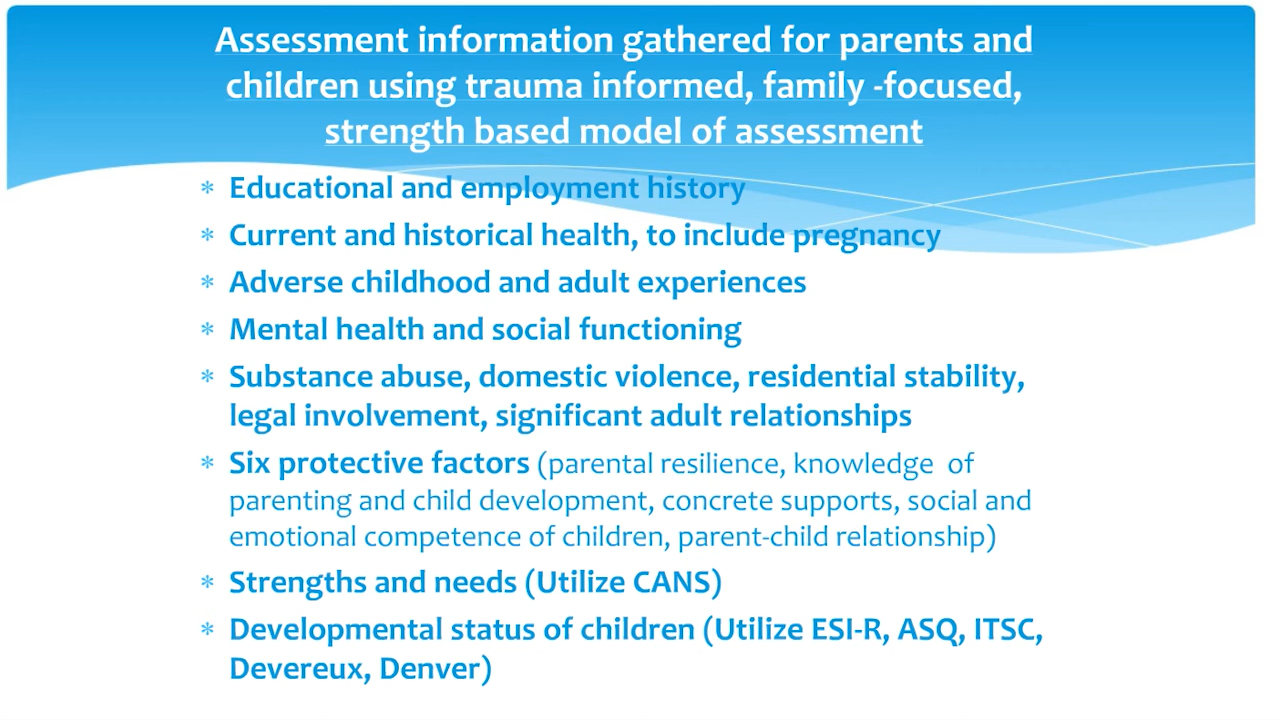 Assessment information gathered for parents and
children using trauma informed, family -focused,
strength based model of assessment
* Educational and employment history
* Current and historical health, to include pregnancy
* Adverse childhood and adult experiences
* Mental health and social functioning
* Substance abuse, domestic violence, residential stability,
legal involvement, significant adult relationships
* Six protective factors (parental resilience, knowledge  of
parenting and child development, concrete supports, social and
emotional competence of children, parent-child relationship)
* Strengths and needs (Utilize CANS)
* Developmental status of children (Utilize ESI-R, ASQ, ITSC,
Devereux, Denver)